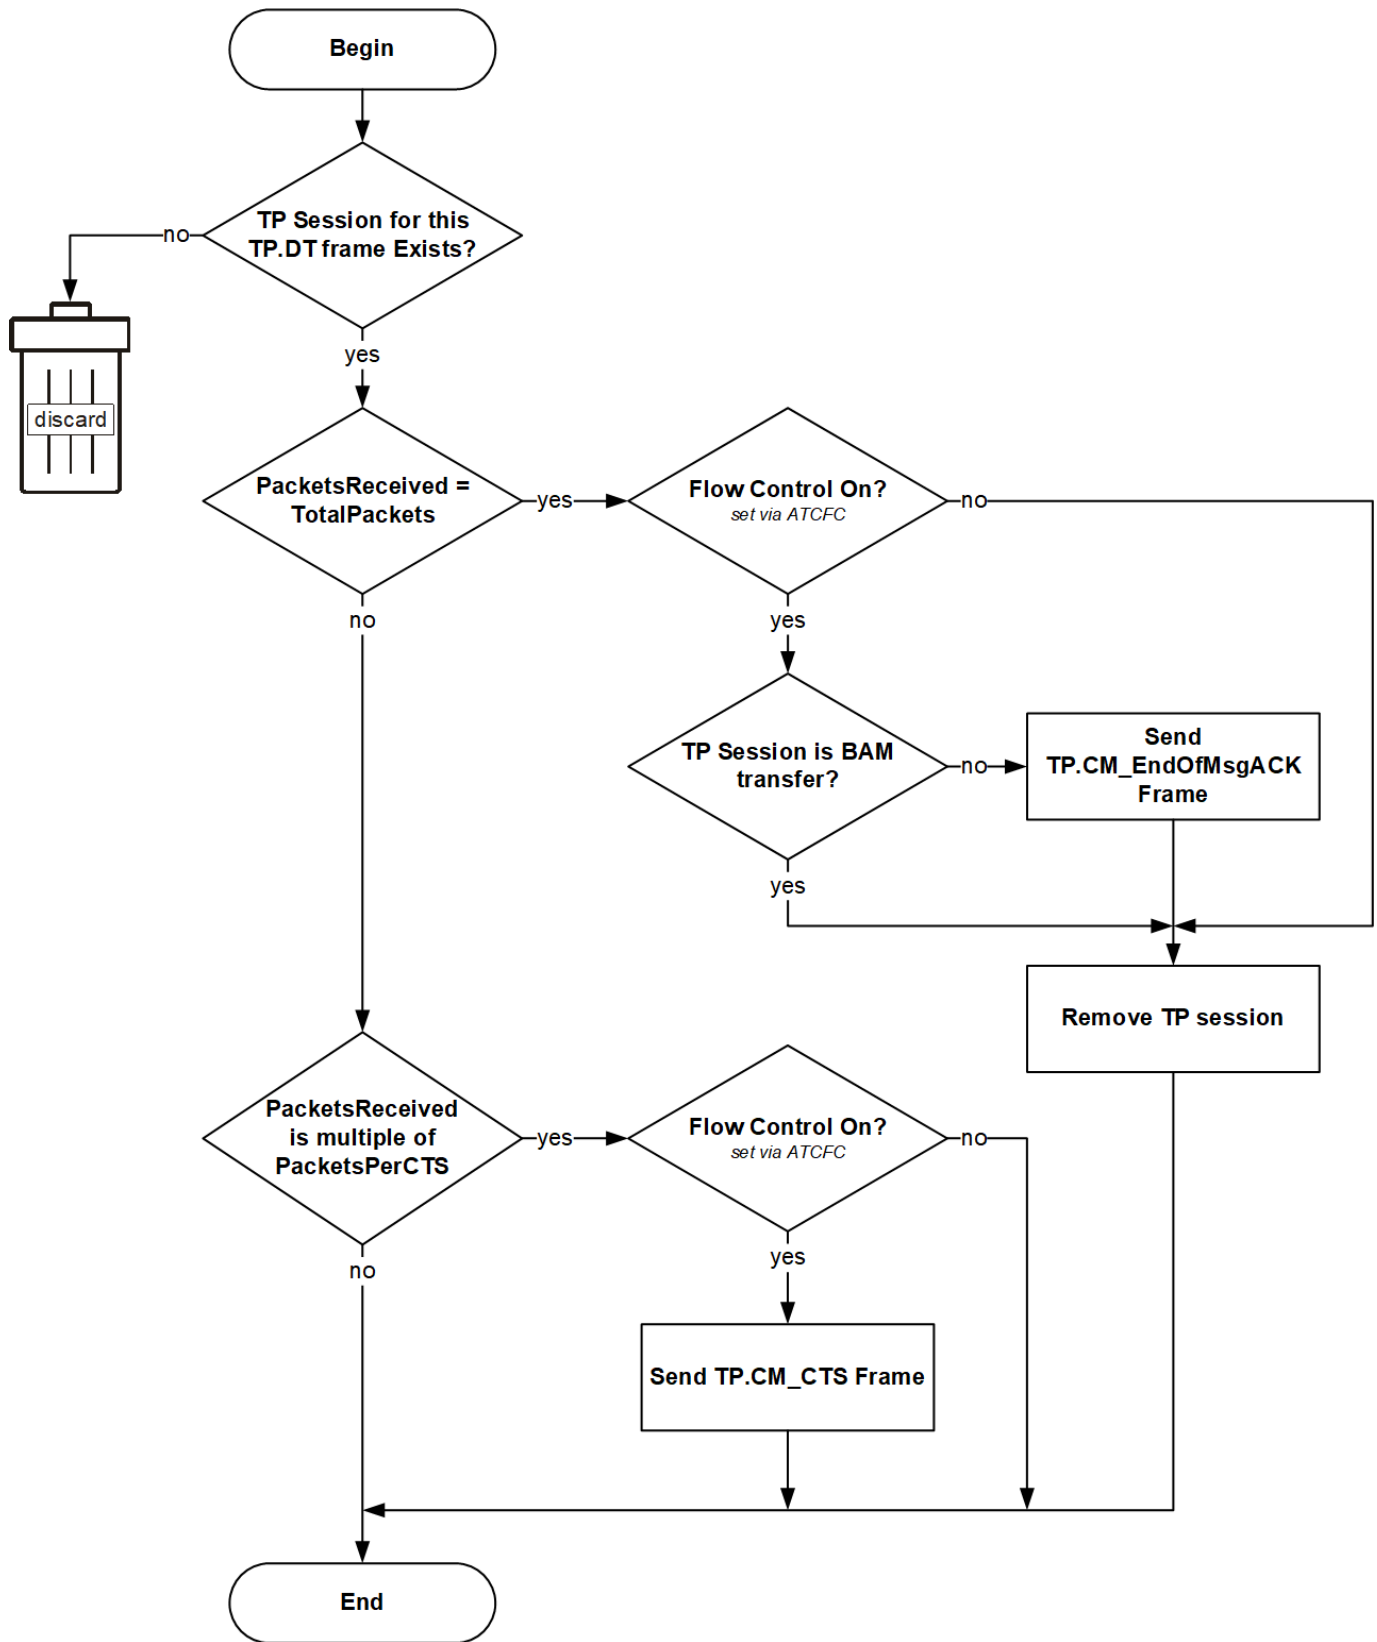 Begin
TP Session for this
TP.DT frame Exists?
no
yes
discard
PacketsReceived =
TotalPackets
yes
Flow Control On?
set via ATCFC
no
no
yes
TP Session is BAM
transfer?
no
Send
TP.CM_EndOfMsgACK
Frame
yes
Remove TP session
PacketsReceived
is multiple of
PacketsPerCTS
yes
Flow Control On?
set via ATCFC
no
yes
no
Send TP.CM_CTS Frame
End